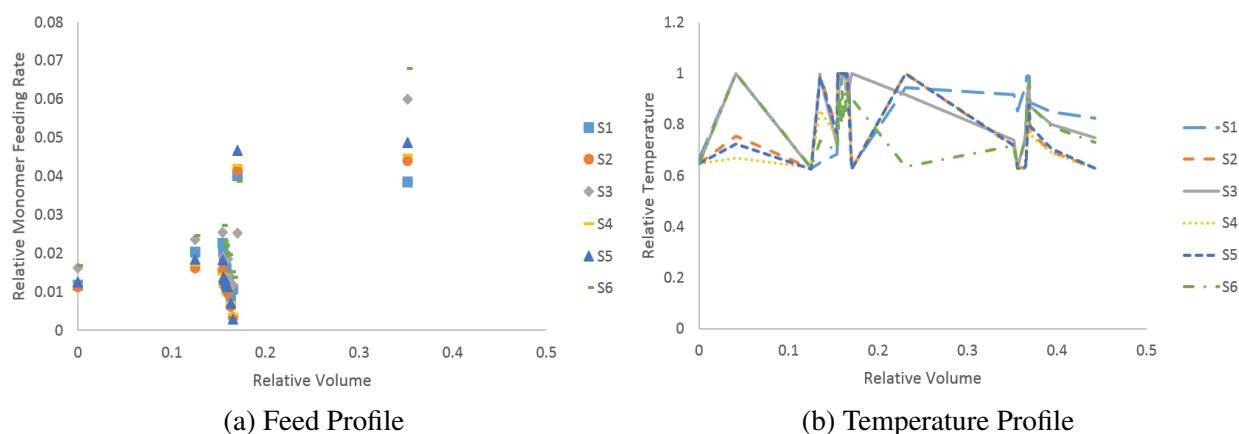 0.08
0.07
0.06
0.05
0.04
0.03
0.02
0.01
0
0
0.1
0.2
0.3
0.4
0.5
Relative Monomer Feeding Rate
Relative Volume
S1
S2
S3
S4
S5
S6
(a) Feed Profile
1.2
1
0.8
0.6
0.4
0.2
0
0
0.1
0.2
0.3
0.4
0.5
Relative Temperature
Relative Volume
S1
S2
S3
S4
S5
S6
(b) Temperature Profile